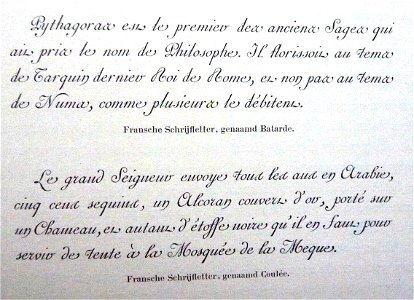 Pythagoras est le premier des anciens Sages qui
ait pris le nom de Philosophe. Il florissoit au tems
de Tarquin dernier Roi de Rome, et non pas au tems
de Numa, comme plusieurs le débitent.
Fransche Schrijfletter, genaamd Batarde.
Le grand Seigneur envoye tous les ans en Arabie,
cinq cens sequins, un Alcoran couvert d'or, porté sur
un Chameau, et autant d'étoffe noire qu'il en faut pour
servir de tente à la Mosquée de la Meque.
Fransche Schrijfletter, genaamd Coulée.